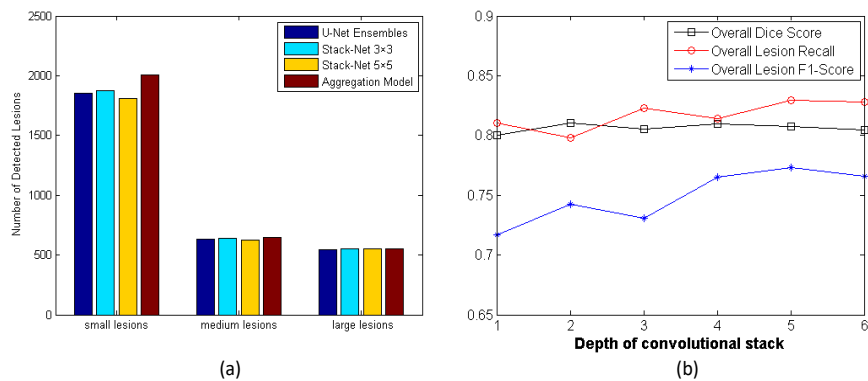 2500
2000
1500
1000
500
0
Number of Detected Lesions
U-Net Ensembles
Stack-Net 3×3
Stack-Net 5×5
Aggregation Model
small lesions
medium lesions
large lesions
(a)
0.9
0.85
0.8
0.75
0.7
0.65
Overall Dice Score
Overall Lesion Recall
Overall Lesion F1-Score
1
2
3
4
5
6
Depth of convolutional stack
(b)